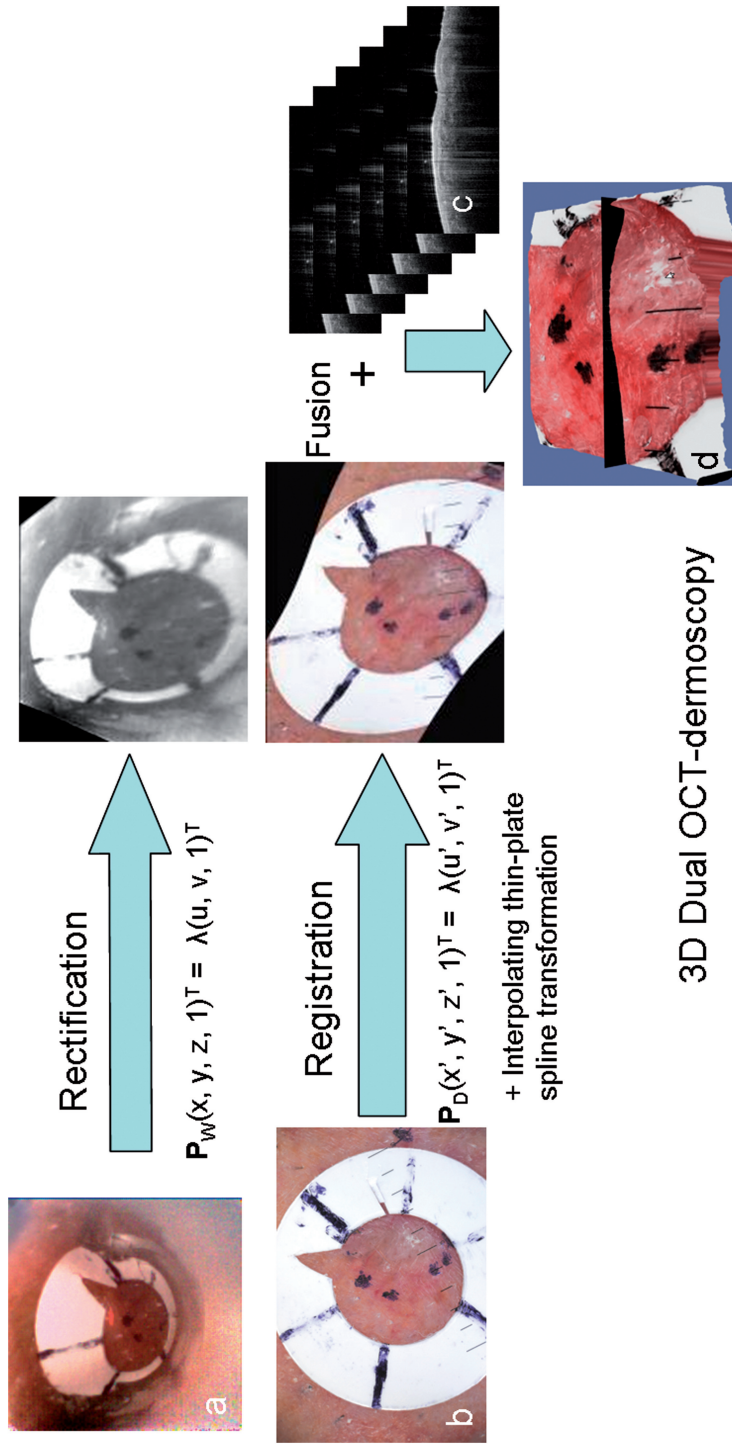 Rectification
P_W(x, y, z, 1)^T = λ(u, v, 1)^T
a
Registration
P_D(x’, y’, z’, 1)^T = λ(u’, v’, 1)^T
+ Interpolating thin-plate
spline transformation
b
Fusion
+
c
d
3D Dual OCT-dermoscopy